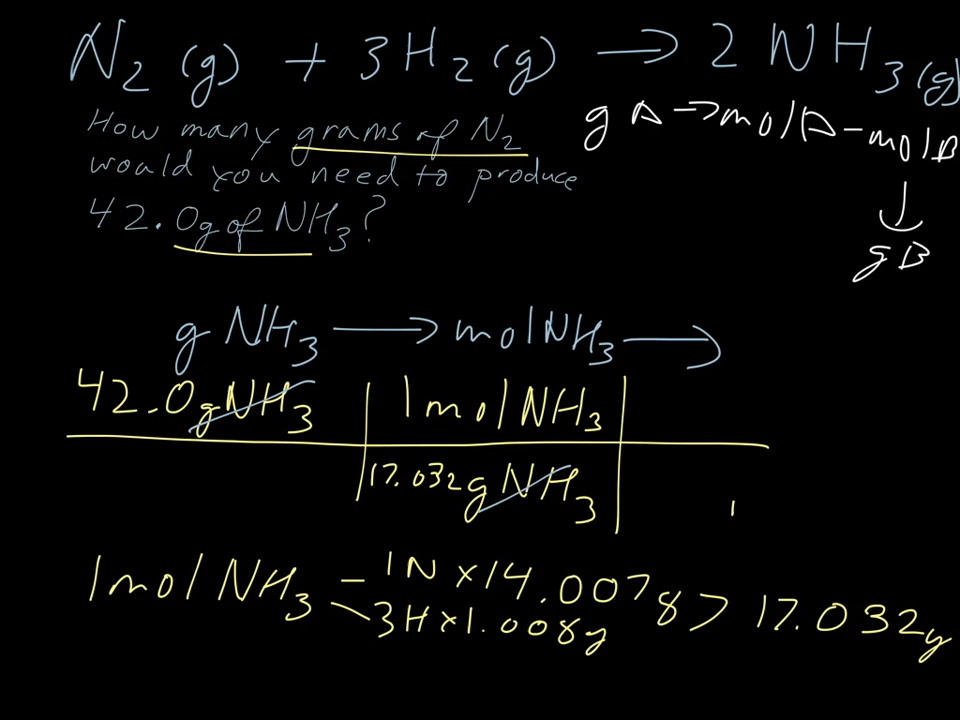 N₂(g) + 3H₂(g) → 2NH₃(g)
g A → mol A - mol B
↓
g B
How many grams of N₂
would you need to produce
42.0g of NH₃?
g NH₃ → mol NH₃ →
42.0g NH₃ | 1 mol NH₃
17.032 g NH₃
1 mol NH₃ - 1N × 14.007g > 17.032g
3H × 1.008g